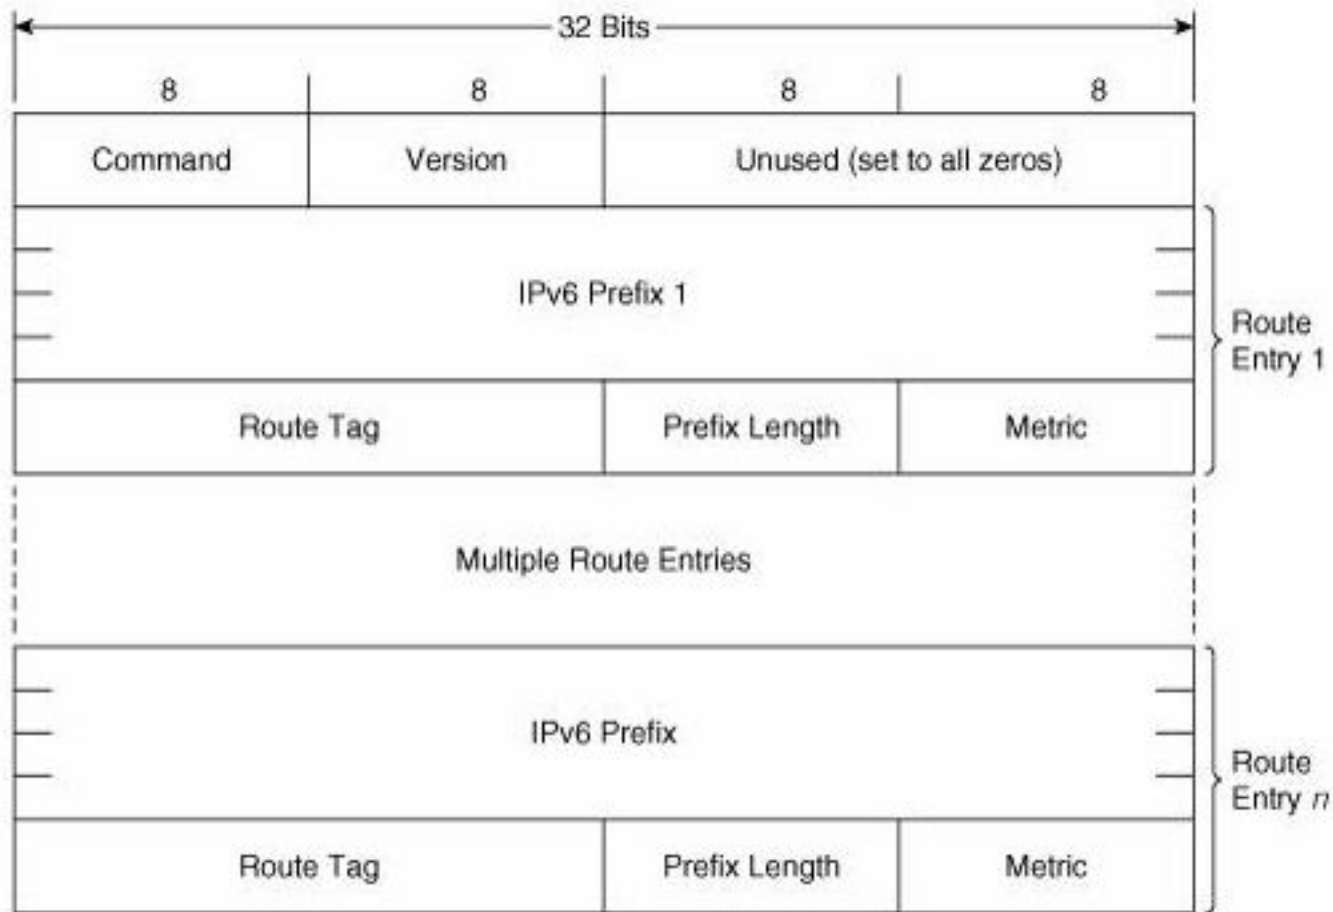 32 Bits
8 8 8 8
Command Version Unused (set to all zeros)
IPv6 Prefix 1
Route
Entry 1
Route Tag Prefix Length Metric
Multiple Route Entries
IPv6 Prefix
Route
Entry n
Route Tag Prefix Length Metric